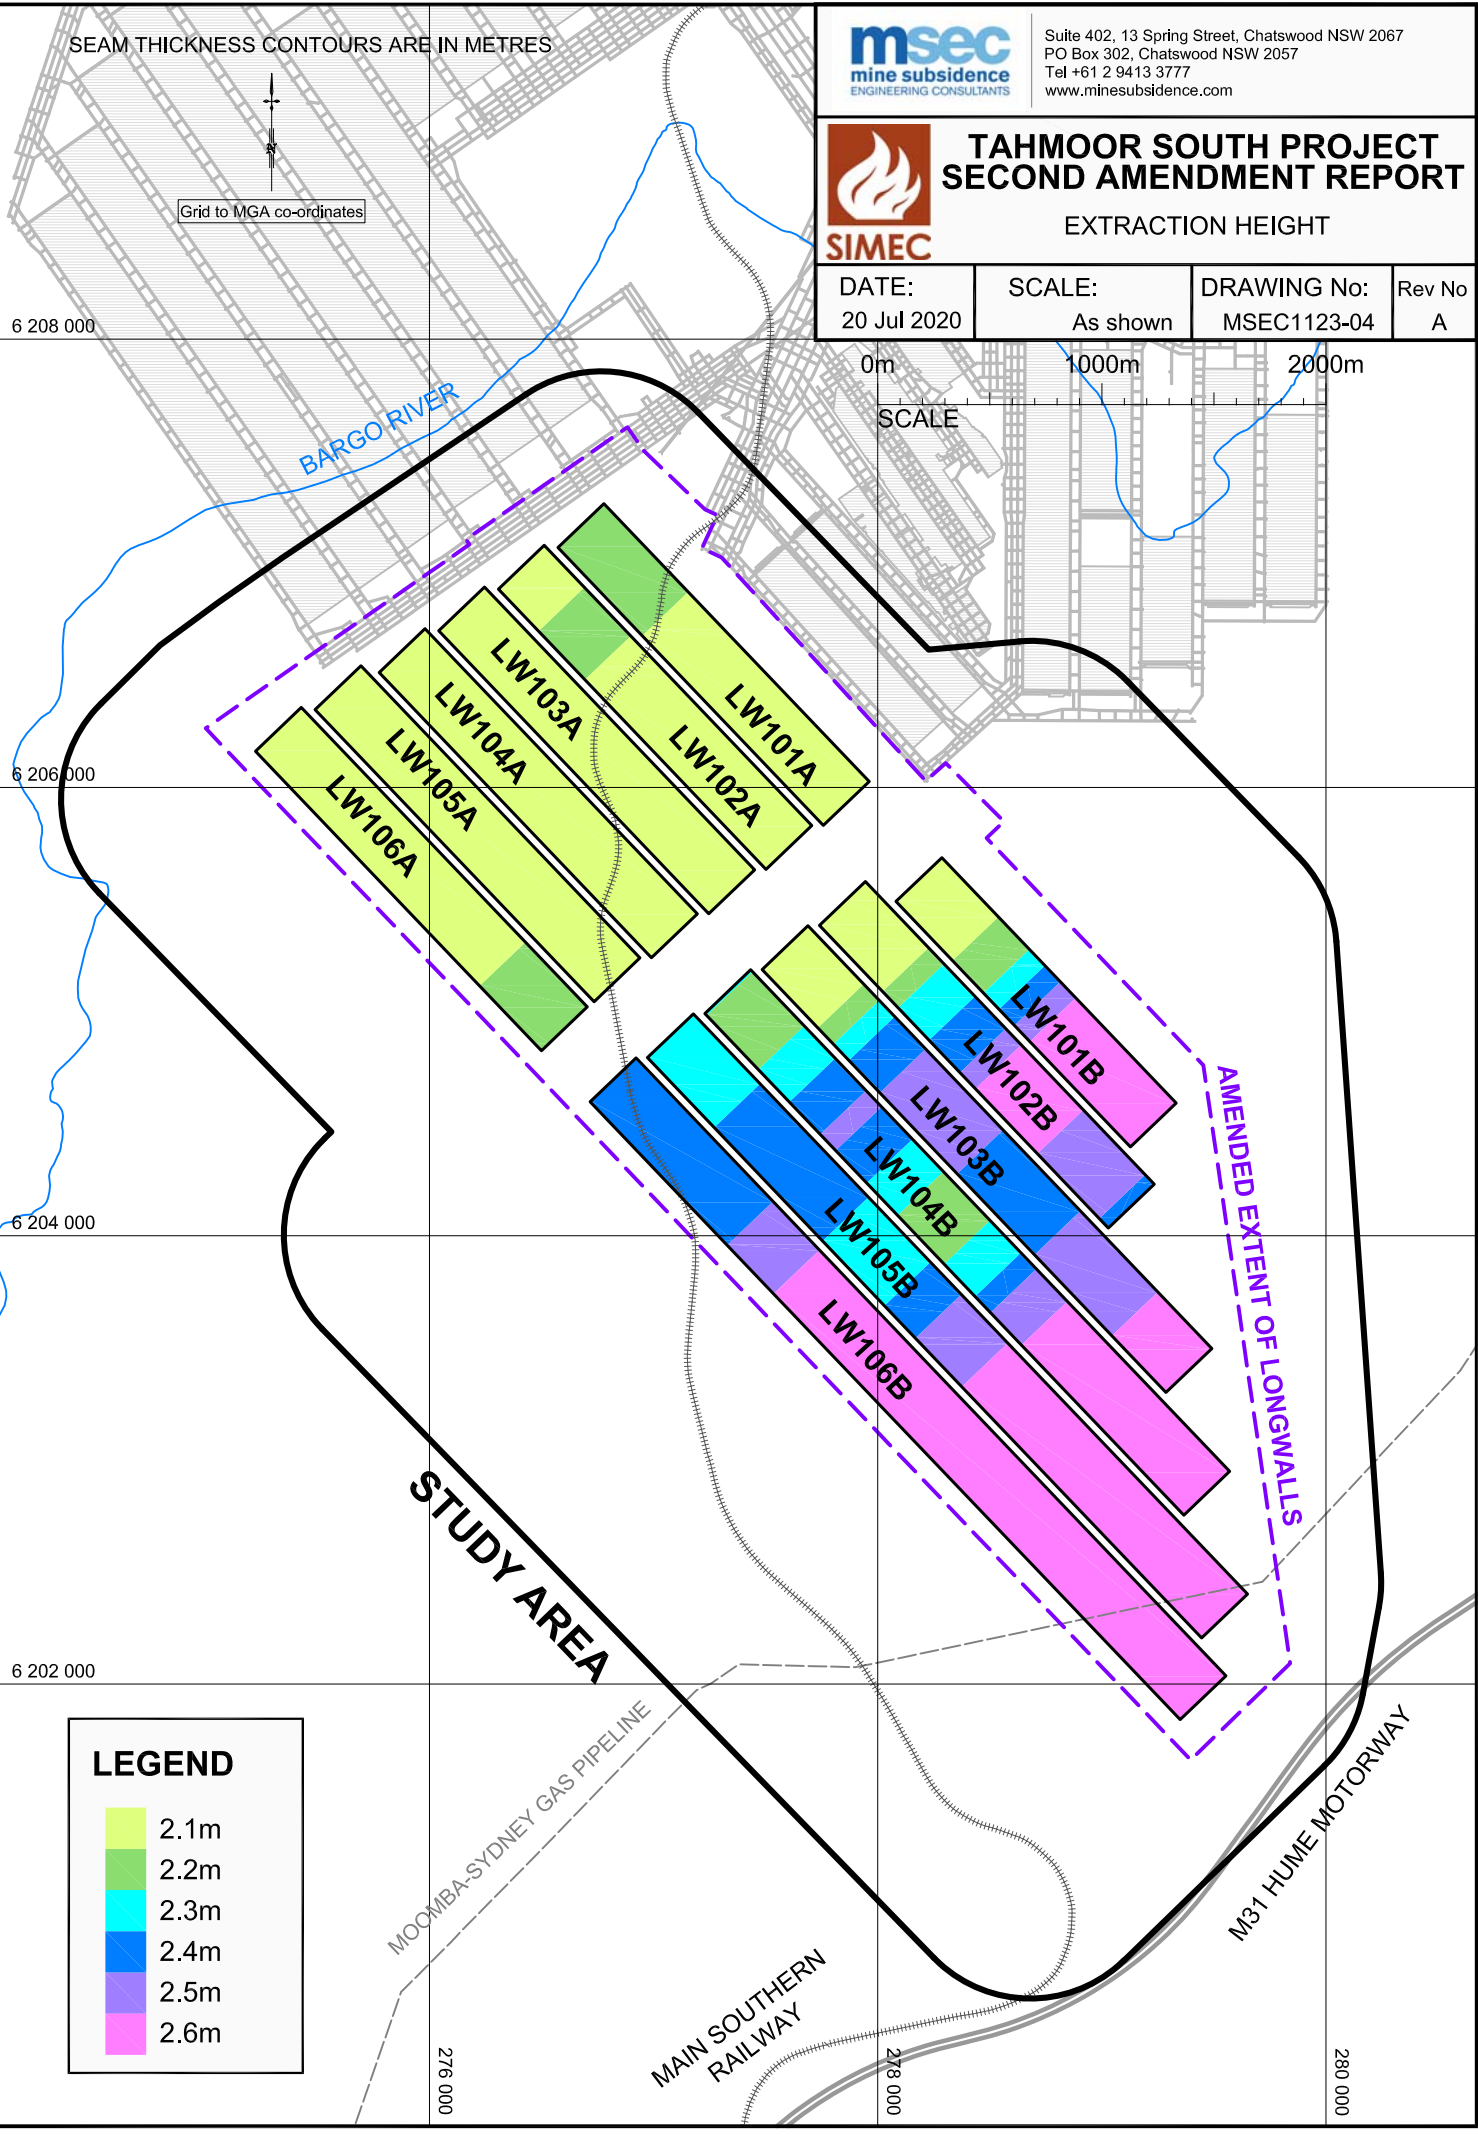 SEAM THICKNESS CONTOURS ARE IN METRES
N
Grid to MGA co-ordinates
msec
mine subsidence
ENGINEERING CONSULTANTS
Suite 402, 13 Spring Street, Chatswood NSW 2067
PO Box 302, Chatswood NSW 2057
Tel +61 2 9413 3777
www.minesubsidence.com
SIMEC
TAHMOOR SOUTH PROJECT
SECOND AMENDMENT REPORT
EXTRACTION HEIGHT
DATE:
20 Jul 2020
SCALE:
As shown
DRAWING No:
MSEC1123-04
Rev No
A
0m
1000m
2000m
SCALE
6 208 000
BARGO RIVER
6 206 000
LW101A
LW102A
LW103A
LW104A
LW105A
LW106A
LW101B
LW102B
LW103B
LW104B
LW105B
LW106B
AMENDED EXTENT OF LONGWALLS
6 204 000
STUDY AREA
6 202 000
MOOMBA-SYDNEY GAS PIPELINE
M31 HUME MOTORWAY
MAIN SOUTHERN
RAILWAY
LEGEND
2.1m
2.2m
2.3m
2.4m
2.5m
2.6m
276 000
278 000
280 000